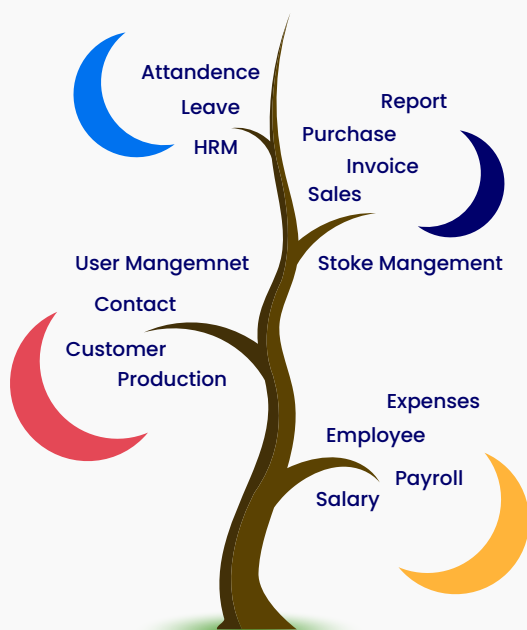 Attandence
Leave
HRM
Report
Purchase
Invoice
Sales
Stoke Mangement
User Mangemnet
Contact
Customer
Production
Expenses
Employee
Payroll
Salary